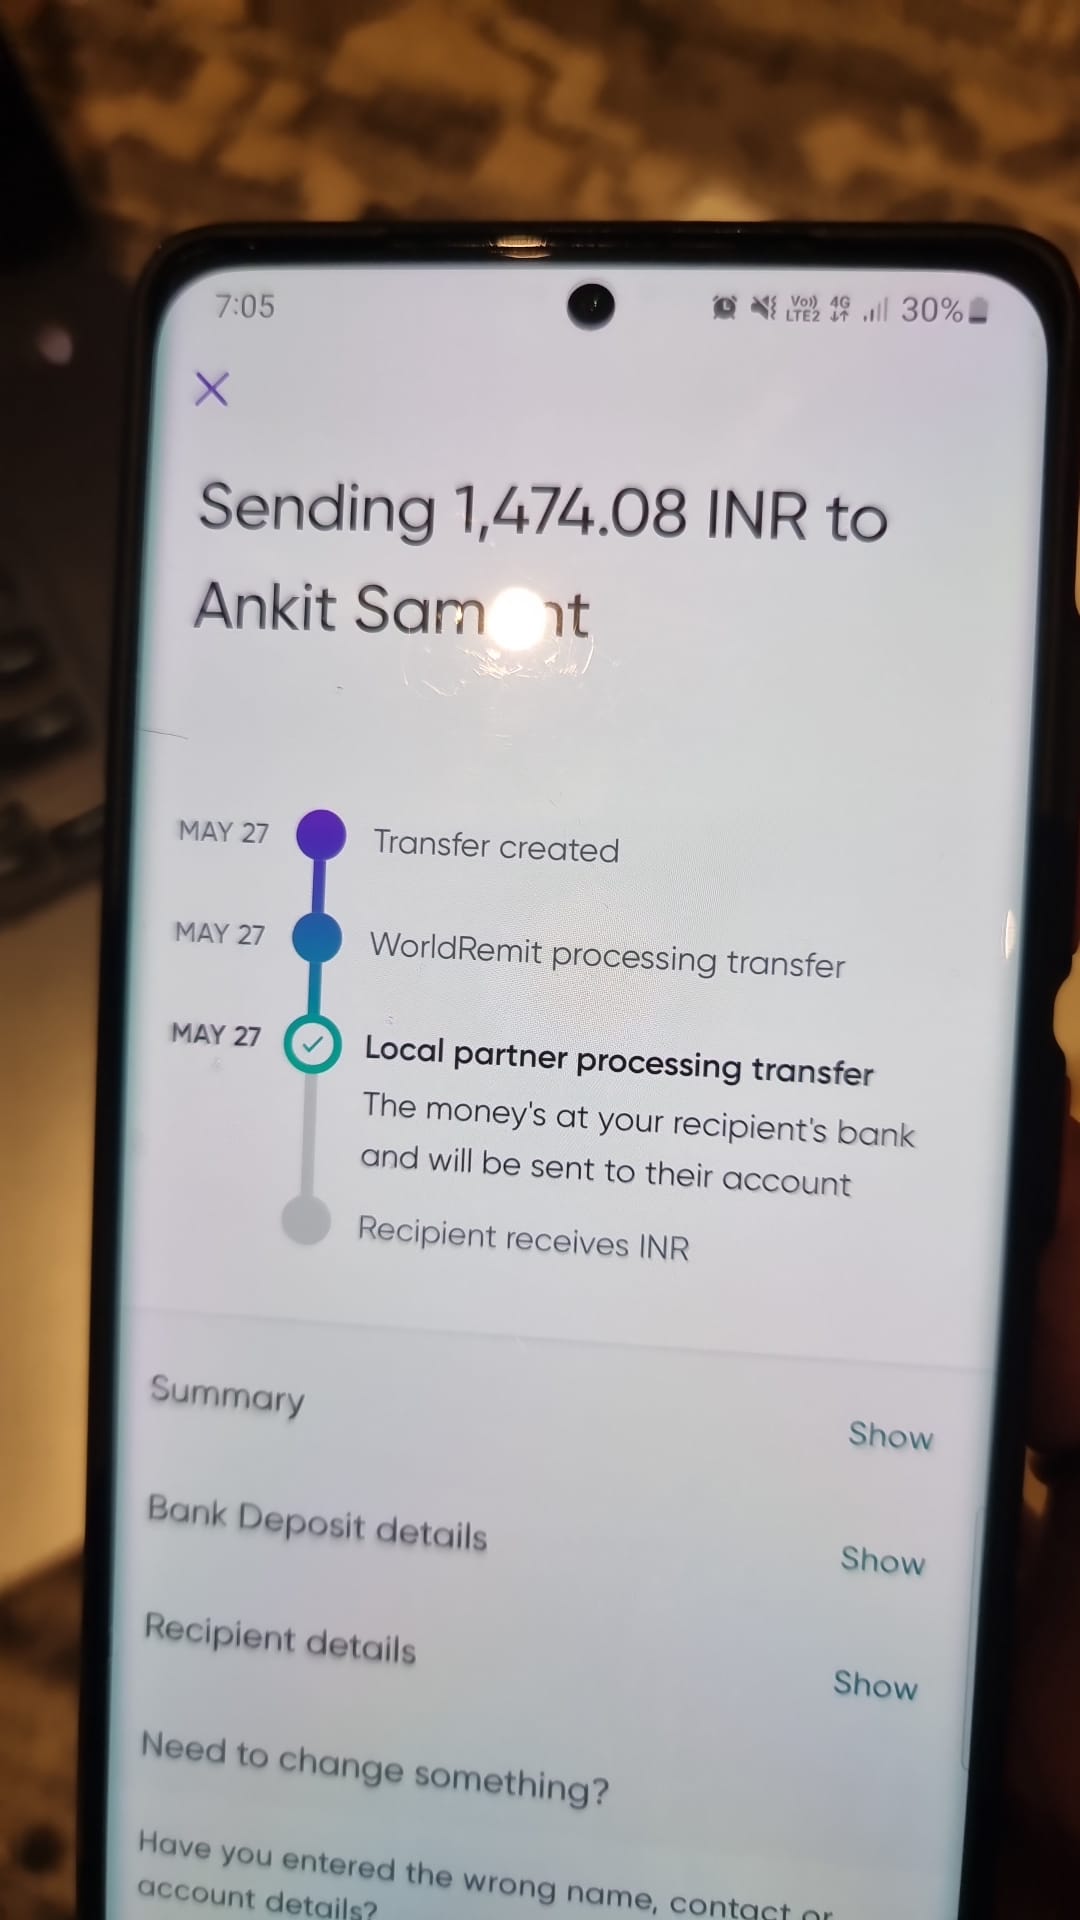 7:05
Vo)) LTE2 4G 30%
Sending 1,474.08 INR to
Ankit
MAY 27 Transfer created
MAY 27 WorldRemit processing transfer
MAY 27 Local partner processing transfer
The money's at your recipient's bank
and will be sent to their account
Recipient receives INR
Summary Show
Bank Deposit details Show
Recipient details Show
Need to change something?
Have you entered the wrong name, contact or
account details?